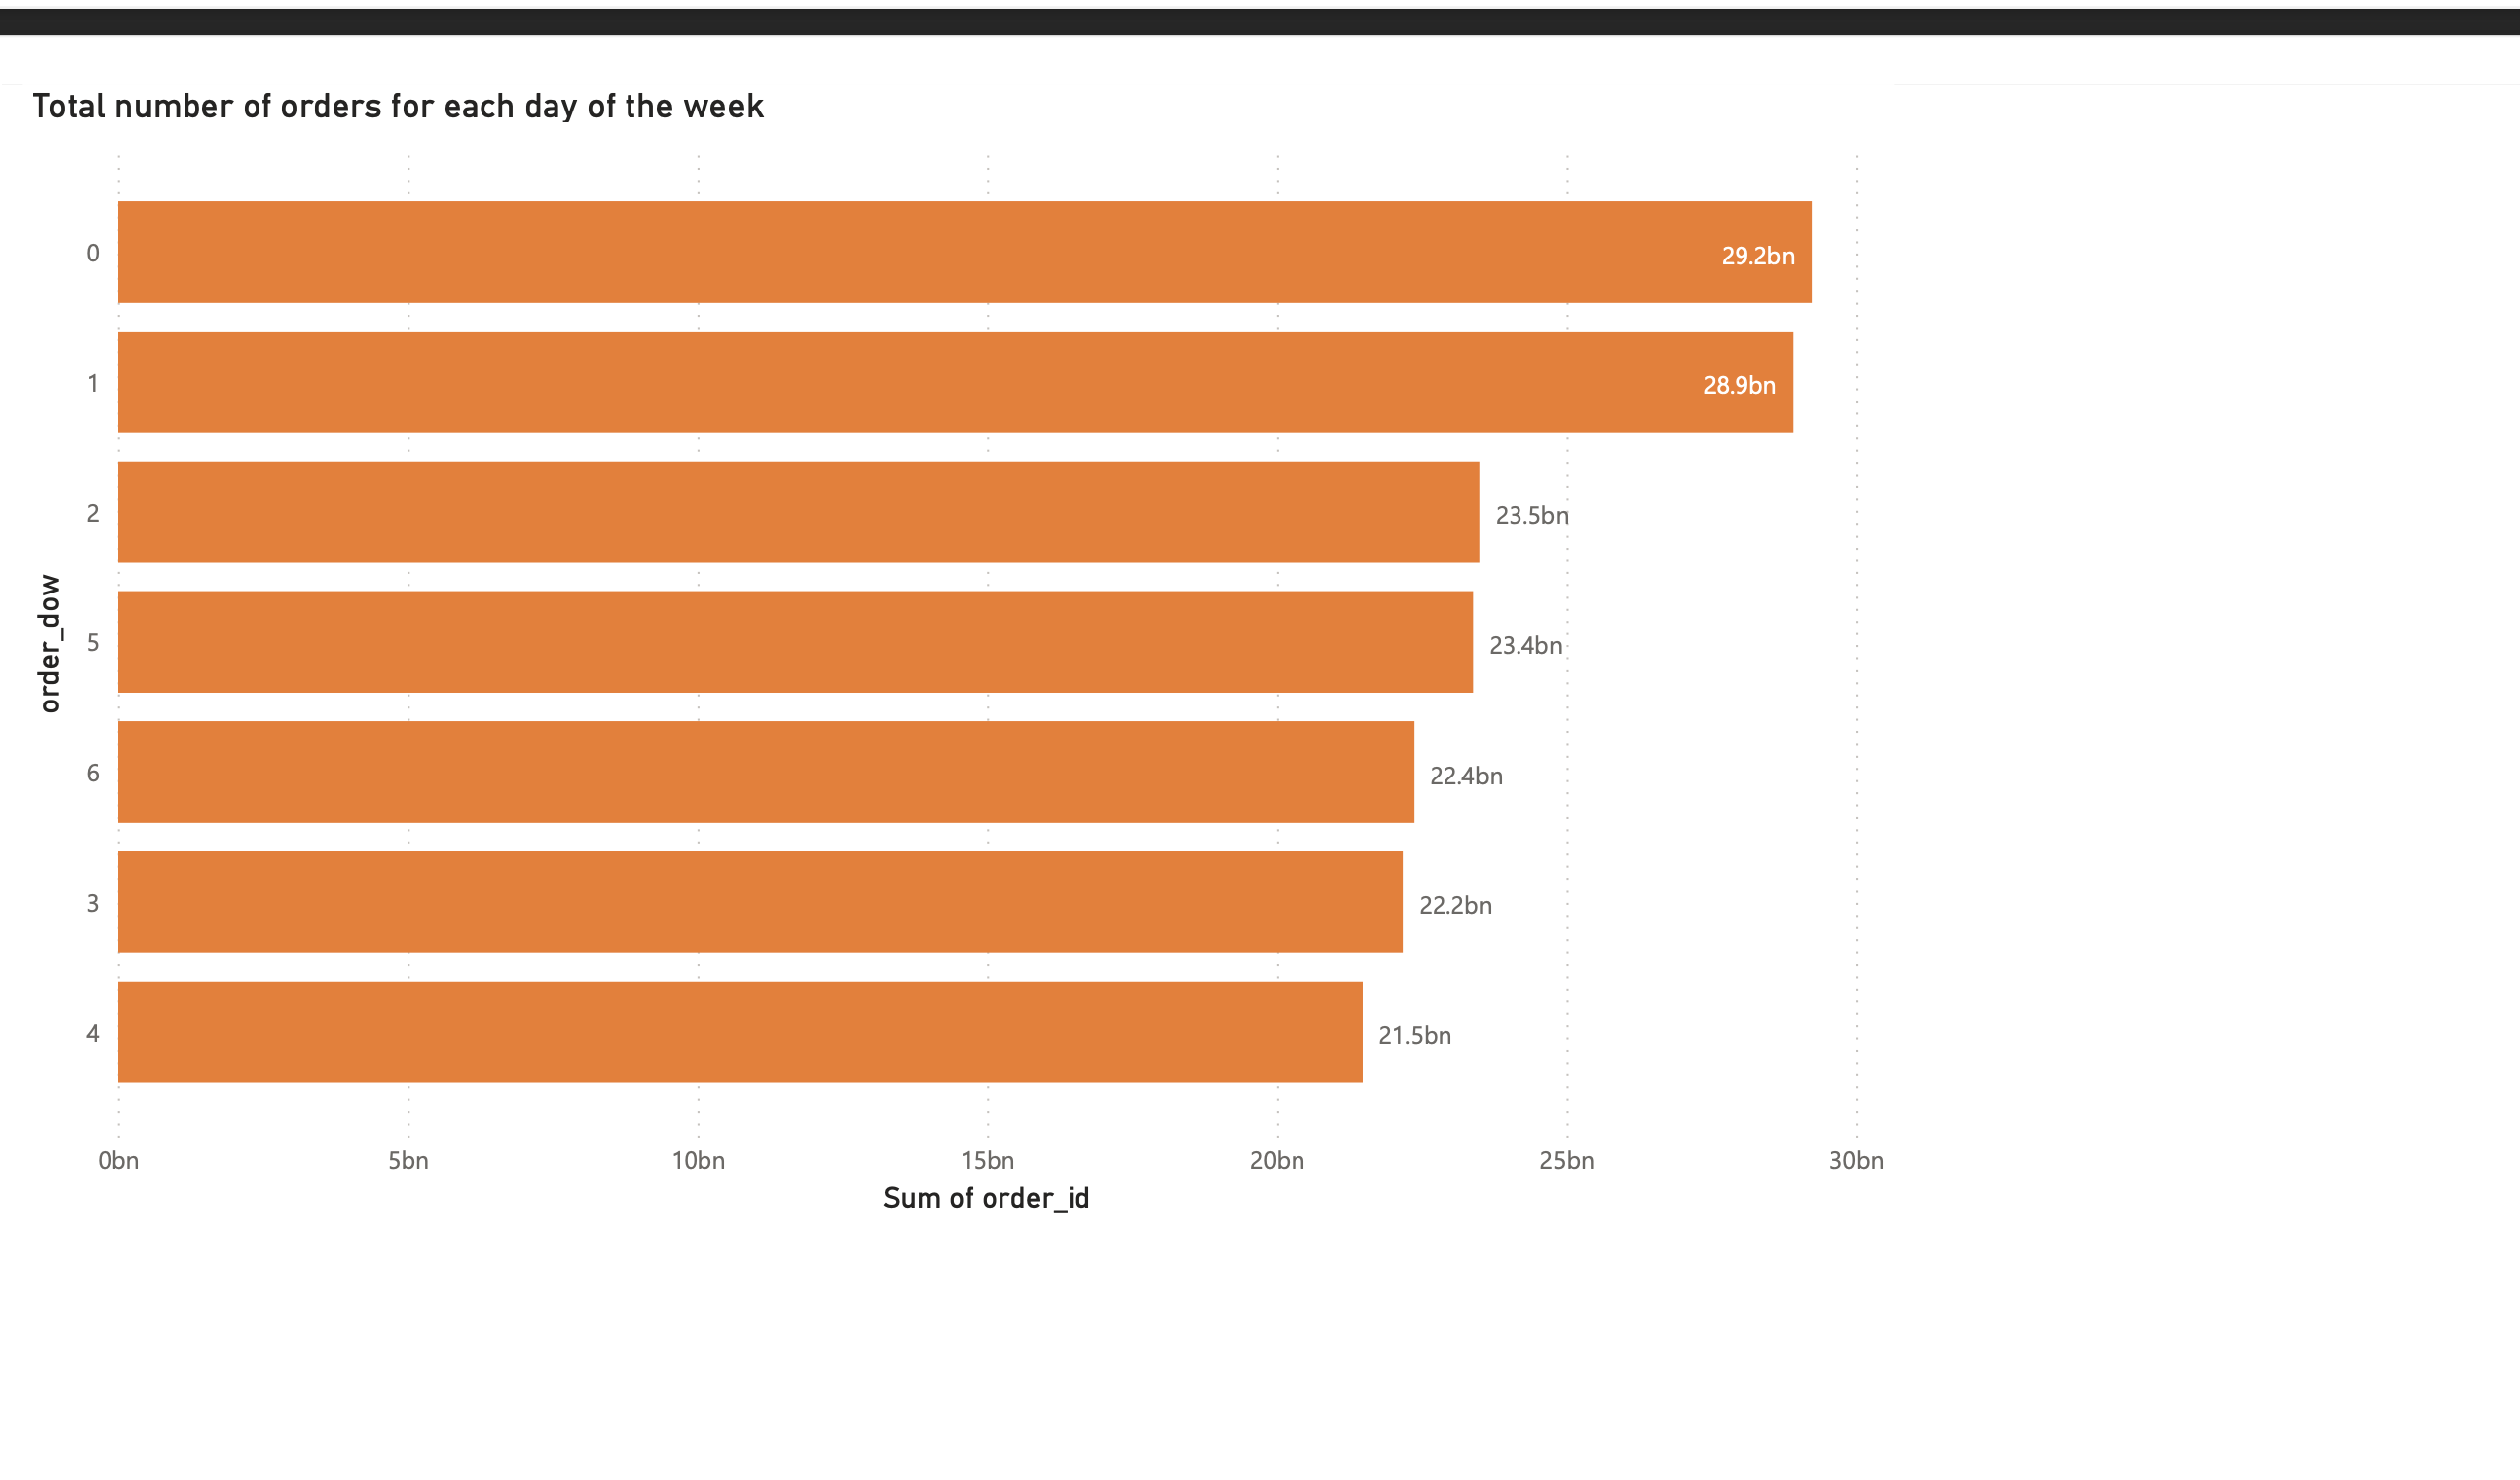 Total number of orders for each day of the week
0
29.2bn
1
28.9bn
2
23.5bn
5
23.4bn
6
22.4bn
3
22.2bn
4
21.5bn
order_dow
0bn 5bn 10bn 15bn 20bn 25bn 30bn
Sum of order_id